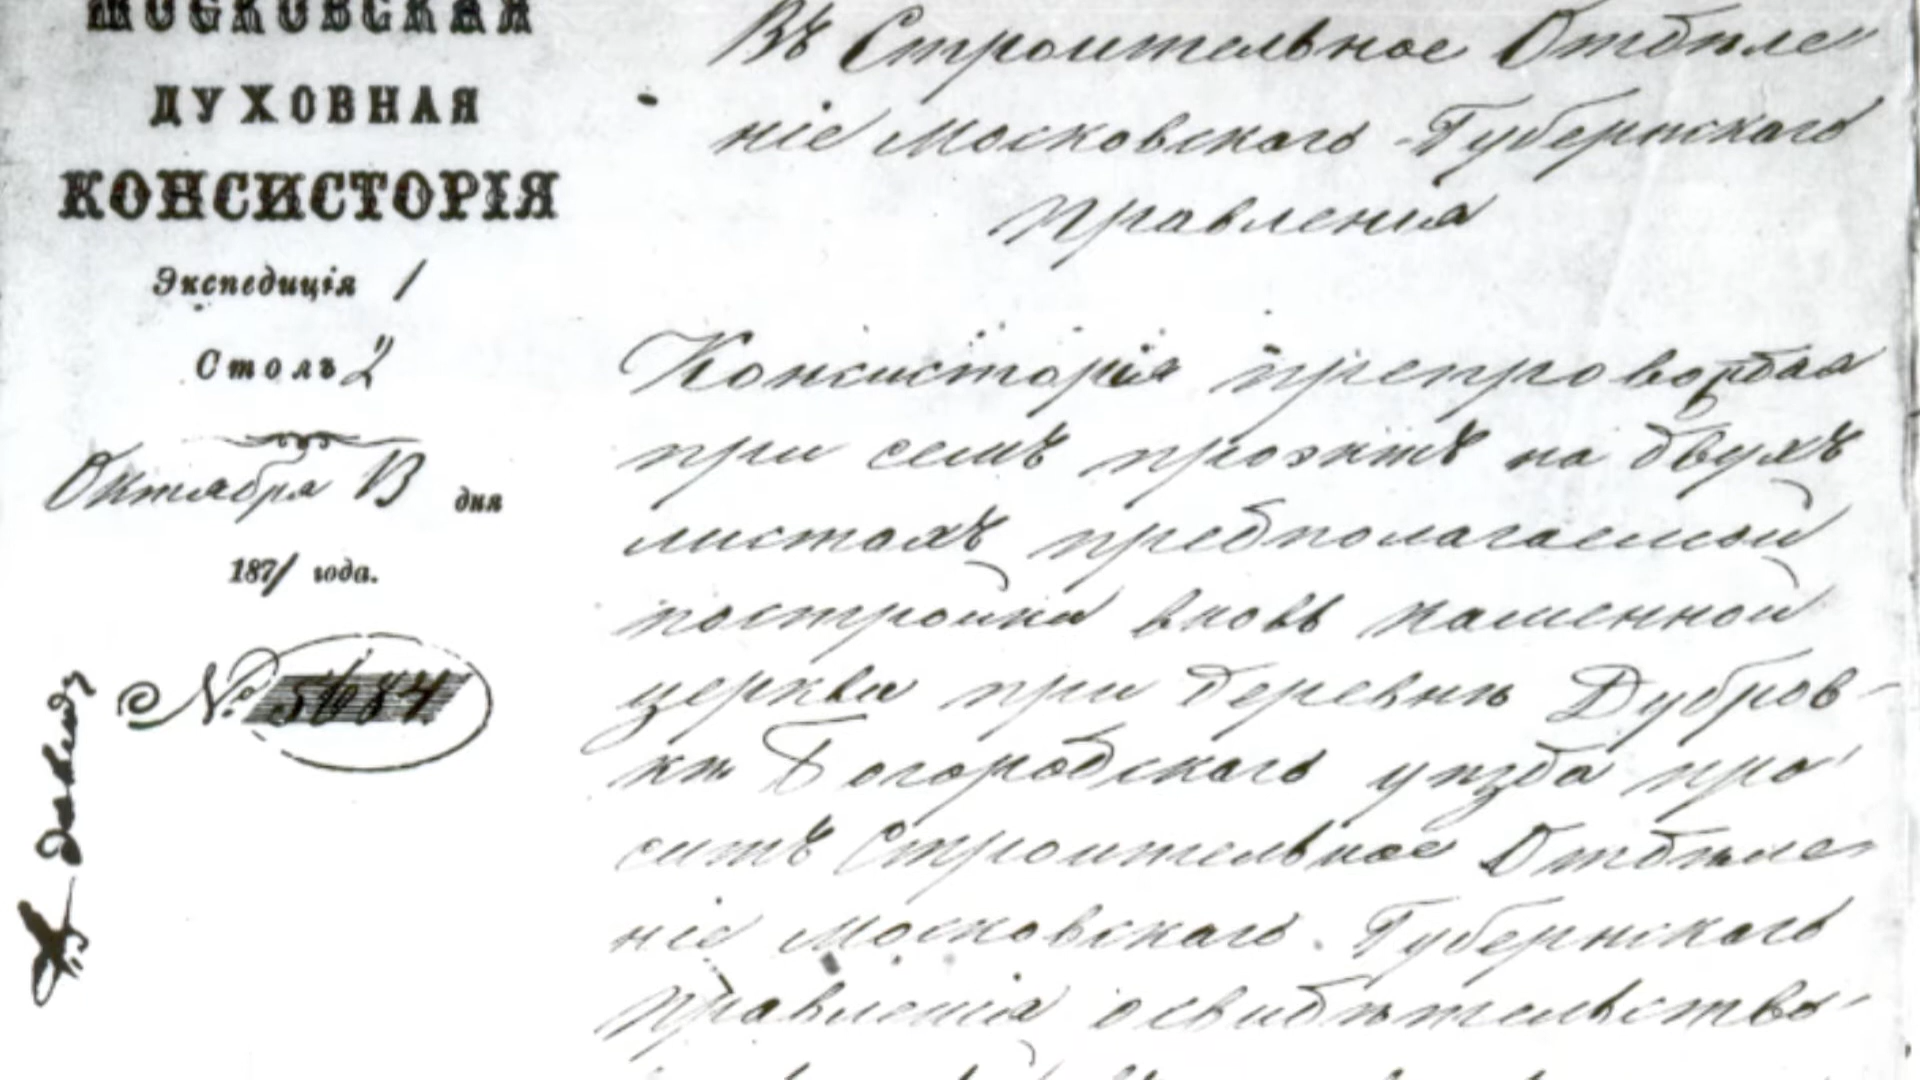 МОСКОВСКАЯ
ДУХОВНАЯ
КОНСИСТОРІЯ
Экспедиція 1
Столъ 2
Октября 13 дня
1871 года.
№ 5684
Въ Строительное Отдѣле-
ніе Московскаго Губернскаго
Правленія
Консисторія препровождая
при семъ проэктъ на двухъ
листахъ предполагаемой
постройки вновь каменной
церкви при деревнѣ Дубров-
кѣ Богородскаго уѣзда про-
ситъ Строительное Отдѣле-
ніе Московскаго Губернскаго
Правленія освидѣтельство-